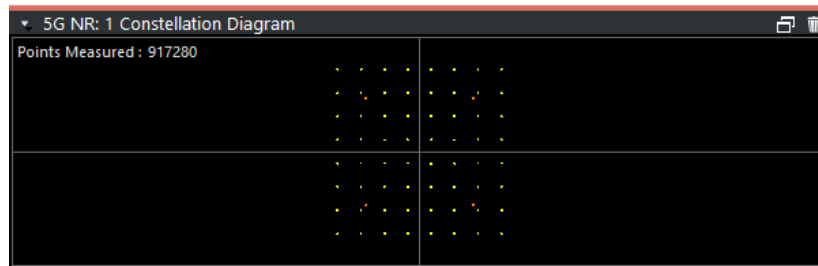 5G NR: 1 Constellation Diagram
Points Measured : 917280